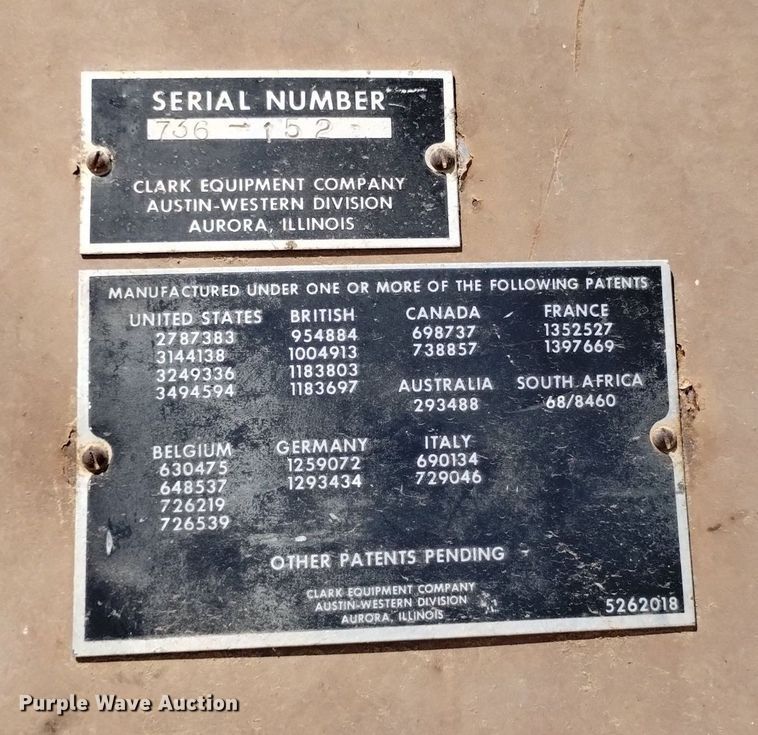 SERIAL NUMBER
736-152
CLARK EQUIPMENT COMPANY
AUSTIN-WESTERN DIVISION
AURORA, ILLINOIS
MANUFACTURED UNDER ONE OR MORE OF THE FOLLOWING PATENTS
UNITED STATES
2787383
3144138
3249336
3494594
BRITISH
954884
1004913
1183803
1183697
CANADA
698737
738857
FRANCE
1352527
1397669
AUSTRALIA
293488
SOUTH AFRICA
68/8460
BELGIUM
630475
648537
726219
726539
GERMANY
1259072
1293434
ITALY
690134
729046
OTHER PATENTS PENDING
CLARK EQUIPMENT COMPANY
AUSTIN-WESTERN DIVISION
AURORA, ILLINOIS
5262018
Purple Wave Auction